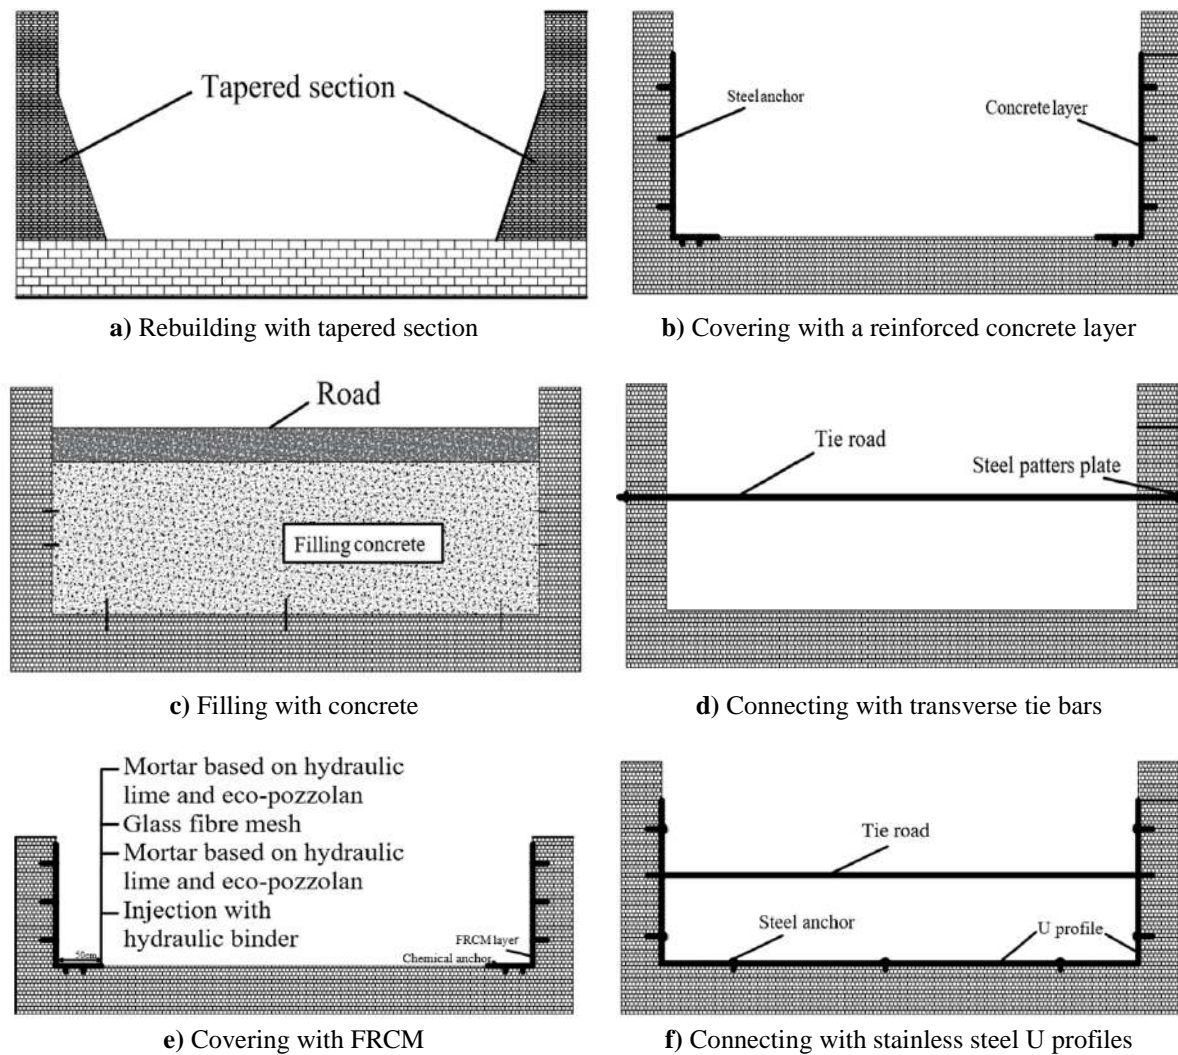 Tapered section
a) Rebuilding with tapered section
Steel anchor
Concrete layer
b) Covering with a reinforced concrete layer
Road
Filling concrete
c) Filling with concrete
Tie road
Steel patters plate
d) Connecting with transverse tie bars
Mortar based on hydraulic
lime and eco-pozzolan
Glass fibre mesh
Mortar based on hydraulic
lime and eco-pozzolan
Injection with
hydraulic binder
50cm
FRCM layer
Chemical anchor
e) Covering with FRCM
Tie road
Steel anchor
U profile
f) Connecting with stainless steel U profiles